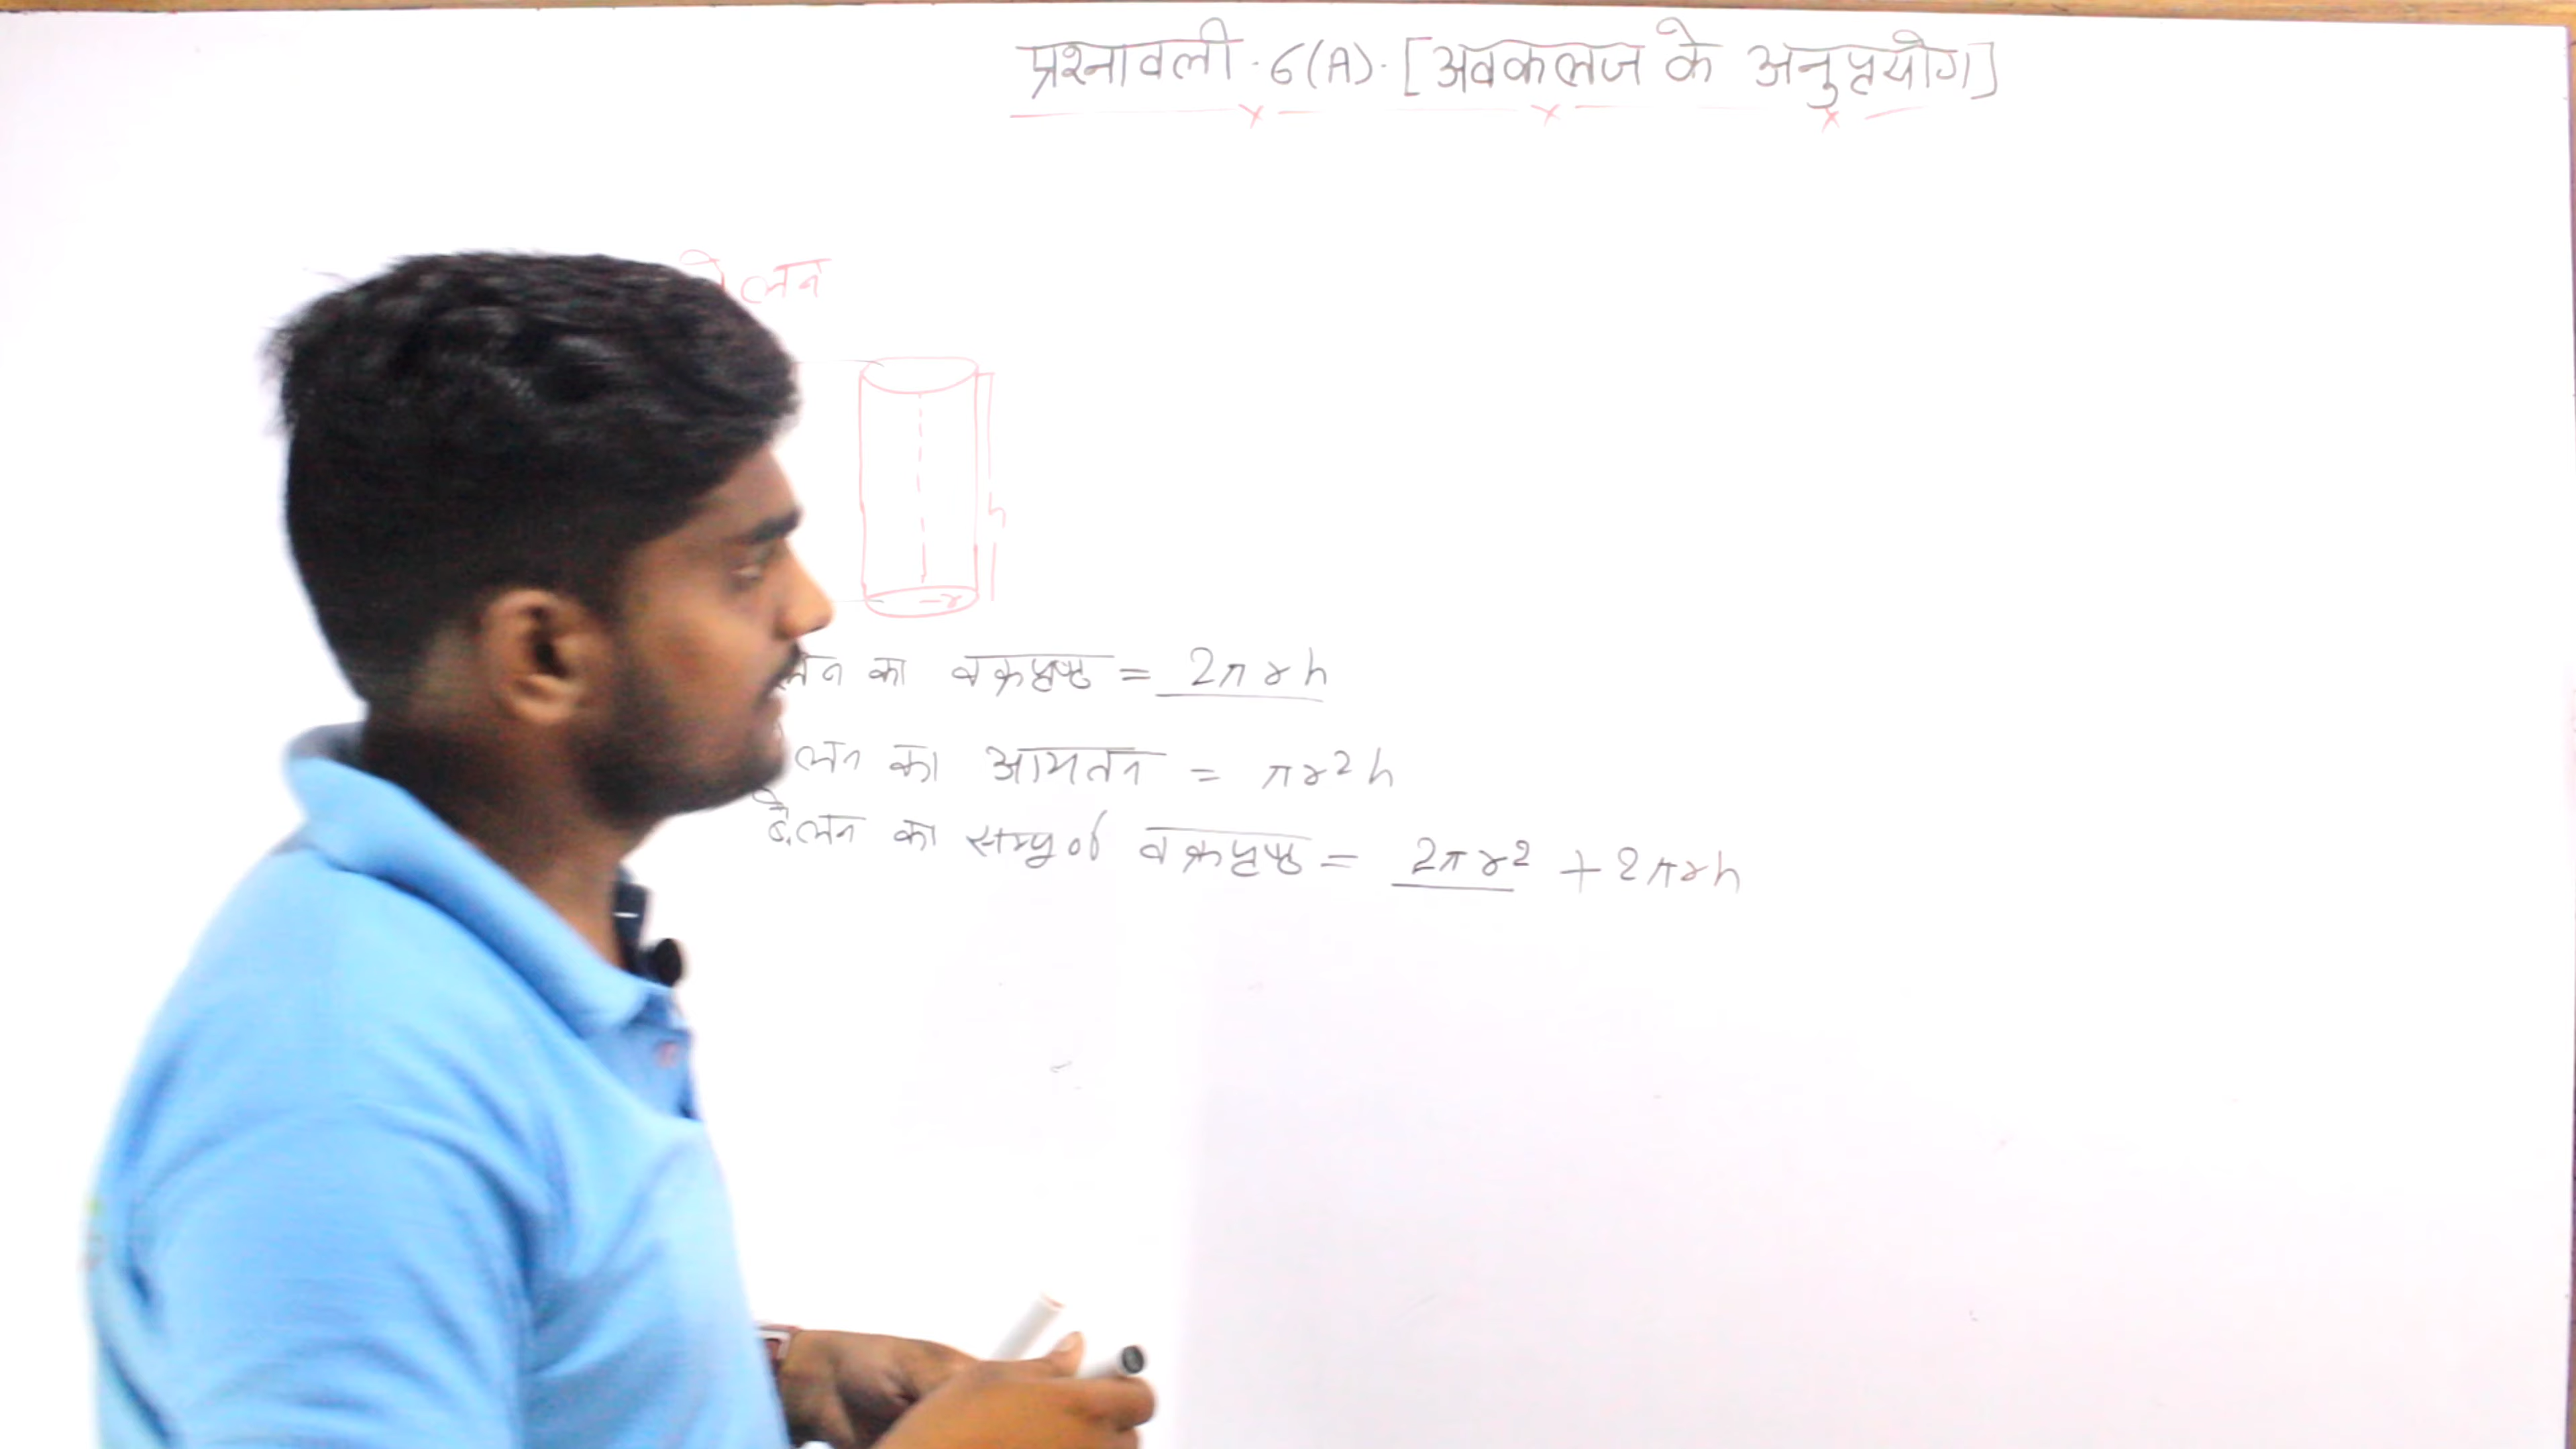 प्रश्नावली. 6(A). [अवकलज के अनुप्रयोग]
h
r
का वक्रपृष्ठ = 2πrh
का आयतन = πr²h
बेलन का सम्पूर्ण वक्रपृष्ठ = 2πr² + 2πrh